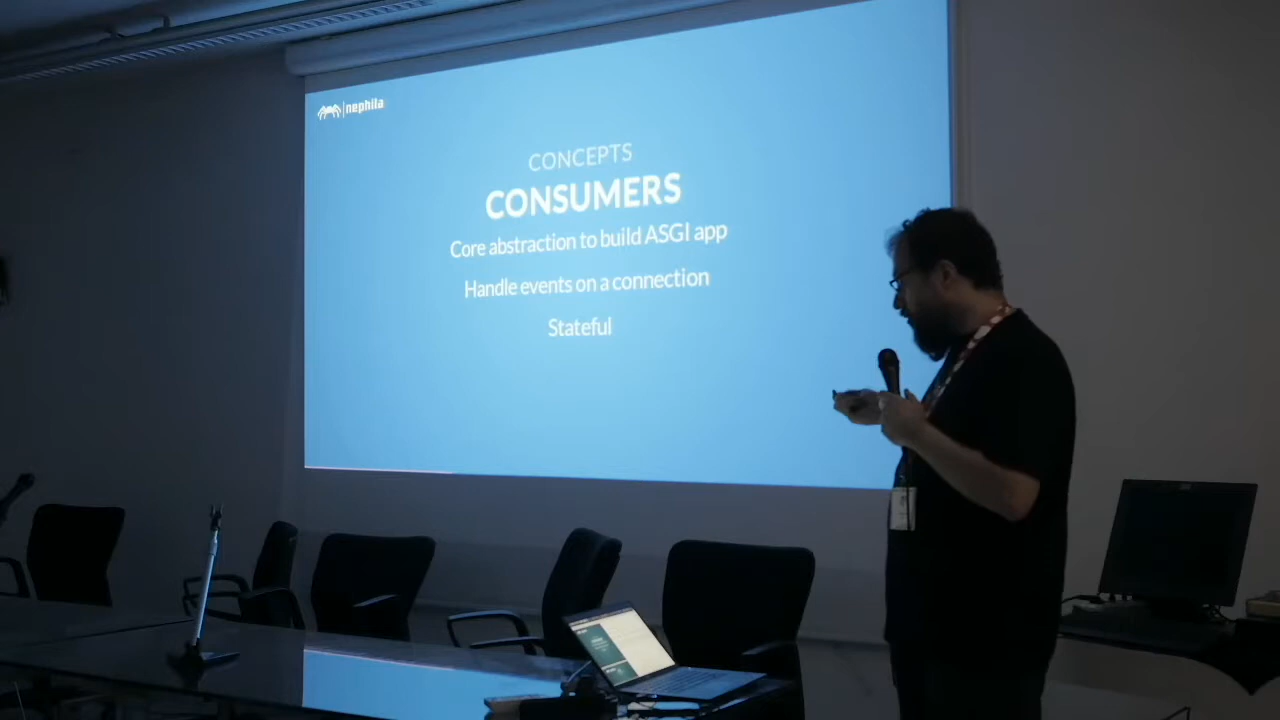 nephila
CONCEPTS
CONSUMERS
Core abstraction to build ASGI app
Handle events on a connection
Stateful